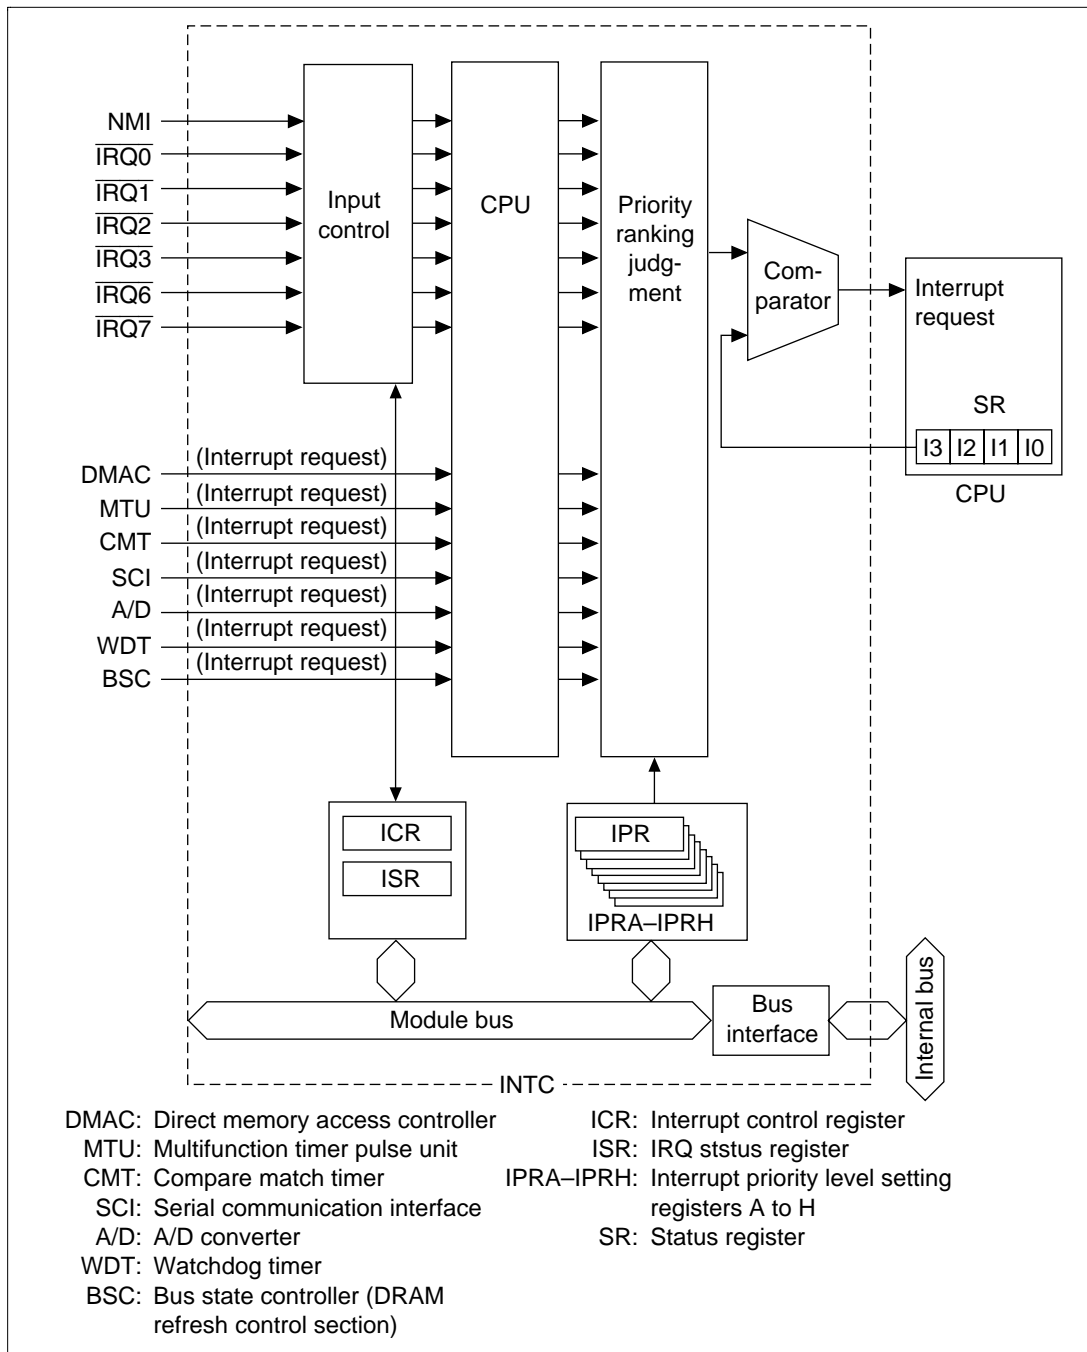 NMI
IRQ0
IRQ1
IRQ2
IRQ3
IRQ6
IRQ7
Input
control
CPU
Priority
ranking
judg-
ment
Com-
parator
Interrupt
request
SR
I3 I2 I1 I0
CPU
DMAC (Interrupt request)
MTU (Interrupt request)
CMT (Interrupt request)
SCI (Interrupt request)
A/D (Interrupt request)
WDT (Interrupt request)
BSC (Interrupt request)
ICR
ISR
IPR
IPRA–IPRH
Module bus
Bus
interface
Internal bus
INTC
DMAC: Direct memory access controller
MTU: Multifunction timer pulse unit
CMT: Compare match timer
SCI: Serial communication interface
A/D: A/D converter
WDT: Watchdog timer
BSC: Bus state controller (DRAM
refresh control section)
ICR: Interrupt control register
ISR: IRQ ststus register
IPRA–IPRH: Interrupt priority level setting
registers A to H
SR: Status register